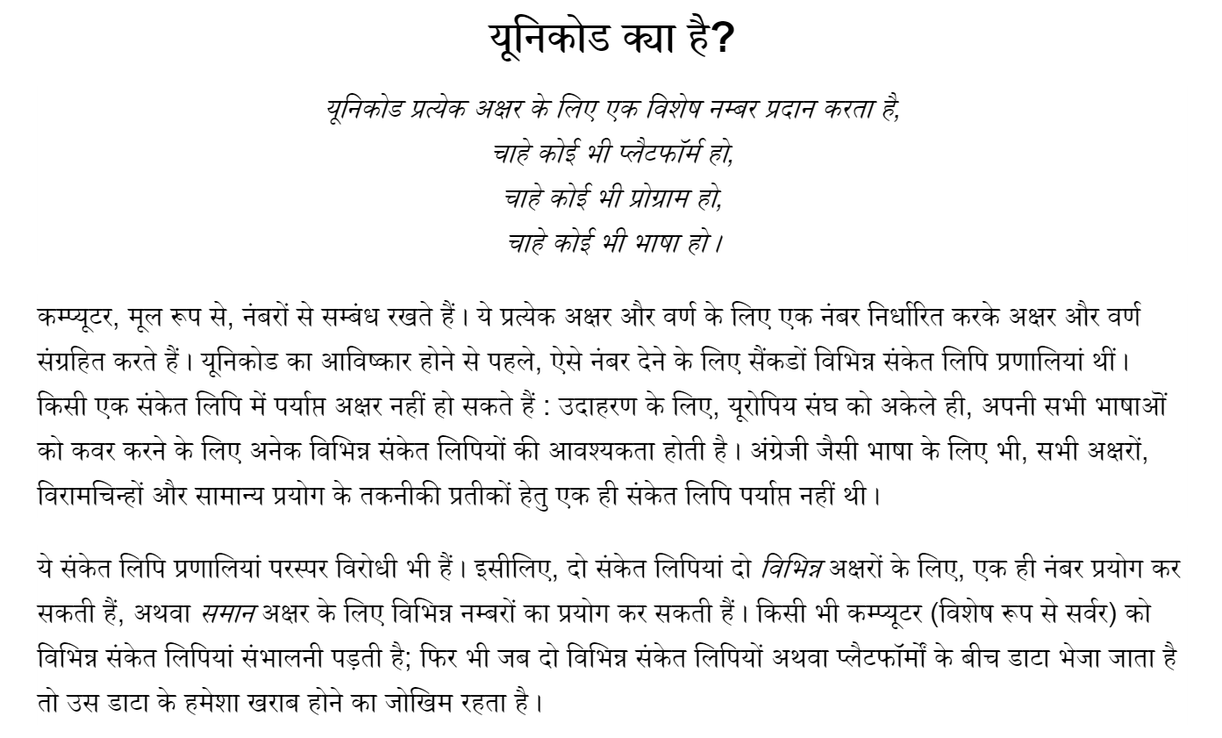 यूनिकोड क्या है?
यूनिकोड प्रत्येक अक्षर के लिए एक विशेष नम्बर प्रदान करता है,
चाहे कोई भी प्लैटफॉर्म हो,
चाहे कोई भी प्रोग्राम हो,
चाहे कोई भी भाषा हो।
कम्प्यूटर, मूल रूप से, नंबरों से सम्बंध रखते हैं। ये प्रत्येक अक्षर और वर्ण के लिए एक नंबर निर्धारित करके अक्षर और वर्ण
संग्रहित करते हैं। यूनिकोड का आविष्कार होने से पहले, ऐसे नंबर देने के लिए सैंकडों विभिन्न संकेत लिपि प्रणालियां थीं।
किसी एक संकेत लिपि में पर्याप्त अक्षर नहीं हो सकते हैं : उदाहरण के लिए, यूरोपिय संघ को अकेले ही, अपनी सभी भाषाऒं
को कवर करने के लिए अनेक विभिन्न संकेत लिपियों की आवश्यकता होती है। अंग्रेजी जैसी भाषा के लिए भी, सभी अक्षरों,
विरामचिन्हों और सामान्य प्रयोग के तकनीकी प्रतीकों हेतु एक ही संकेत लिपि पर्याप्त नहीं थी।
ये संकेत लिपि प्रणालियां परस्पर विरोधी भी हैं। इसीलिए, दो संकेत लिपियां दो विभिन्न अक्षरों के लिए, एक ही नंबर प्रयोग कर
सकती हैं, अथवा समान अक्षर के लिए विभिन्न नम्बरों का प्रयोग कर सकती हैं। किसी भी कम्प्यूटर (विशेष रूप से सर्वर) को
विभिन्न संकेत लिपियां संभालनी पड़ती है; फिर भी जब दो विभिन्न संकेत लिपियों अथवा प्लैटफॉर्मों के बीच डाटा भेजा जाता है
तो उस डाटा के हमेशा खराब होने का जोखिम रहता है।